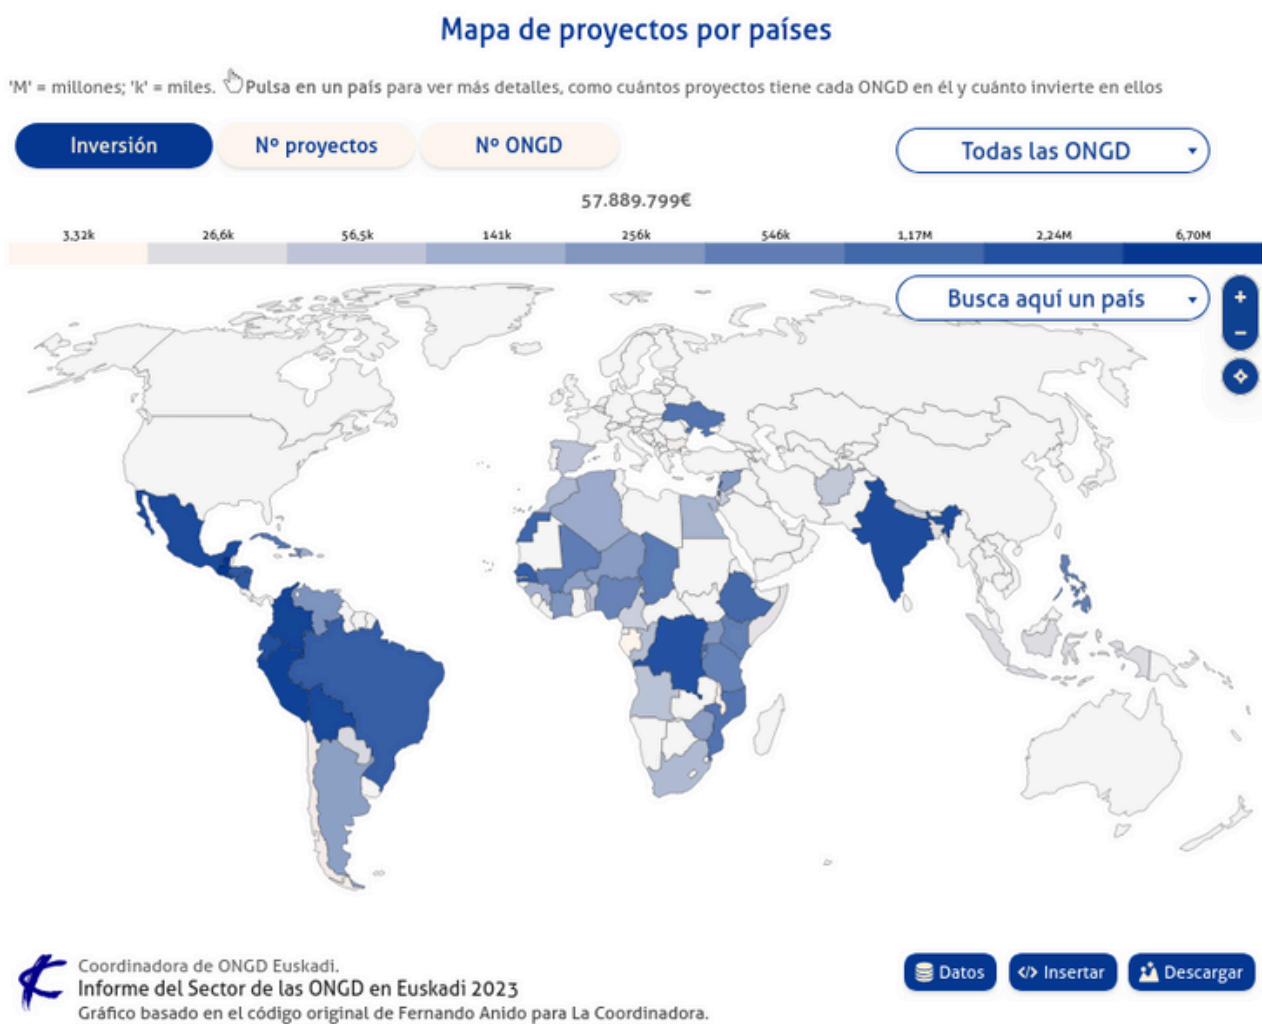 Mapa de proyectos por países
'M' = millones; 'k' = miles. Pulsa en un país para ver más detalles, como cuántos proyectos tiene cada ONGD en él y cuánto invierte en ellos
Inversión Nº proyectos Nº ONGD Todas las ONGD
57.889.799€
3,32k 26,6k 56,5k 141k 256k 546k 1,17M 2,24M 6,70M
Busca aquí un país
+
−
Coordinadora de ONGD Euskadi.
Informe del Sector de las ONGD en Euskadi 2023
Gráfico basado en el código original de Fernando Anido para La Coordinadora.
Datos </> Insertar Descargar